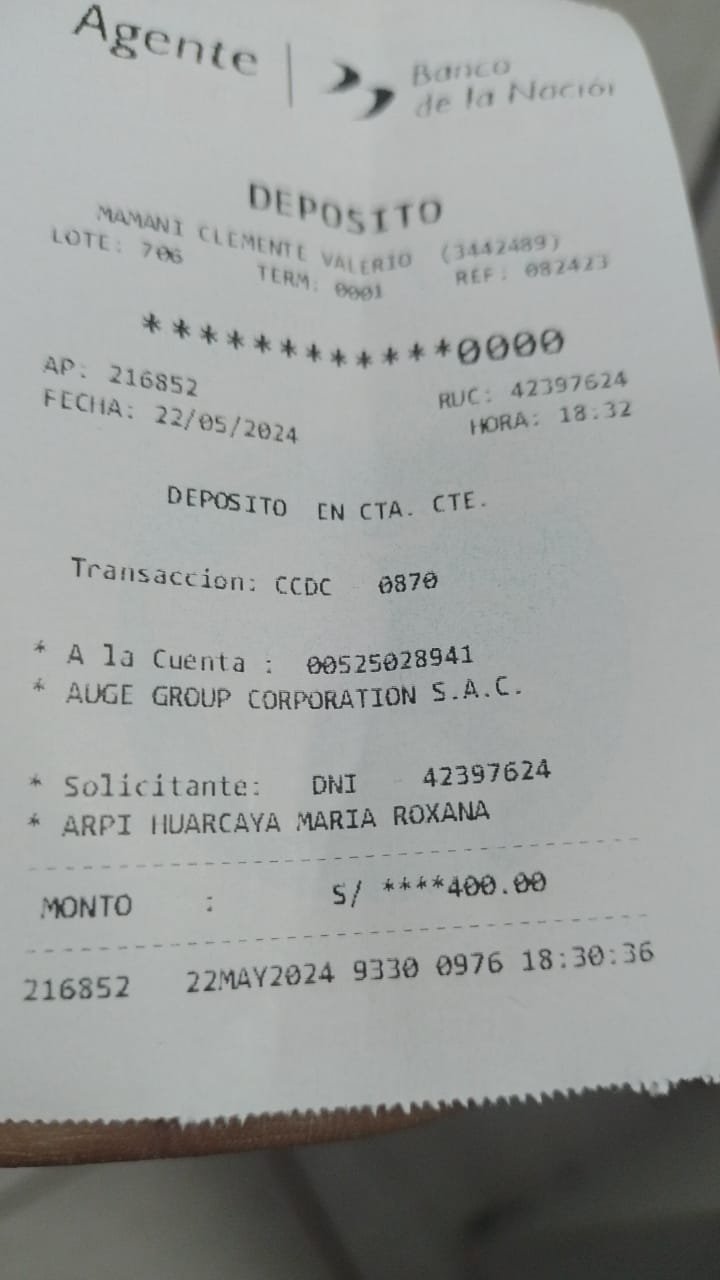 Agente
Banco
de la Nación
DEPOSITO
MAMANI CLEMENTE VALERIO (3442489)
LOTE: 706 TERM: 0001 REF: 082423
************0000
AP: 216852 RUC: 42397624
FECHA: 22/05/2024 HORA: 18:32
DEPOSITO EN CTA. CTE.
Transaccion: CCDC 0870
* A la Cuenta : 00525028941
* AUGE GROUP CORPORATION S.A.C.
* Solicitante: DNI 42397624
* ARPI HUARCAYA MARIA ROXANA
MONTO : S/ ****400.00
216852 22MAY2024 9330 0976 18:30:36